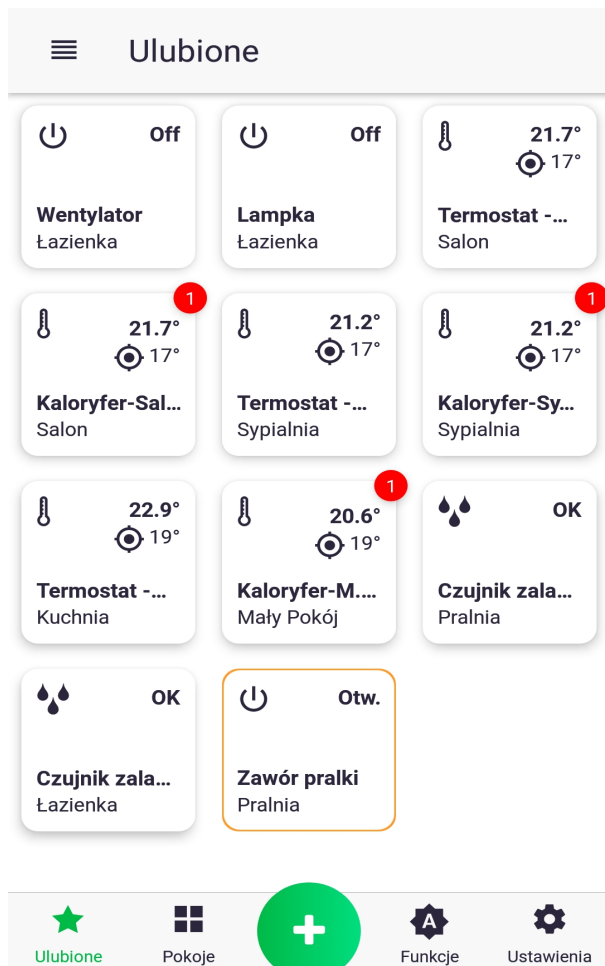 Ulubione
Off
Wentylator
Łazienka
Off
Lampka
Łazienka
21.7°
17°
Termostat -...
Salon
1
21.7°
17°
Kaloryfer-Sal...
Salon
21.2°
17°
Termostat -...
Sypialnia
1
21.2°
17°
Kaloryfer-Sy...
Sypialnia
22.9°
19°
Termostat -...
Kuchnia
1
20.6°
19°
Kaloryfer-M....
Mały Pokój
OK
Czujnik zala...
Pralnia
OK
Czujnik zala...
Łazienka
Otw.
Zawór pralki
Pralnia
A
Ulubione
Pokoje
Funkcje
Ustawienia